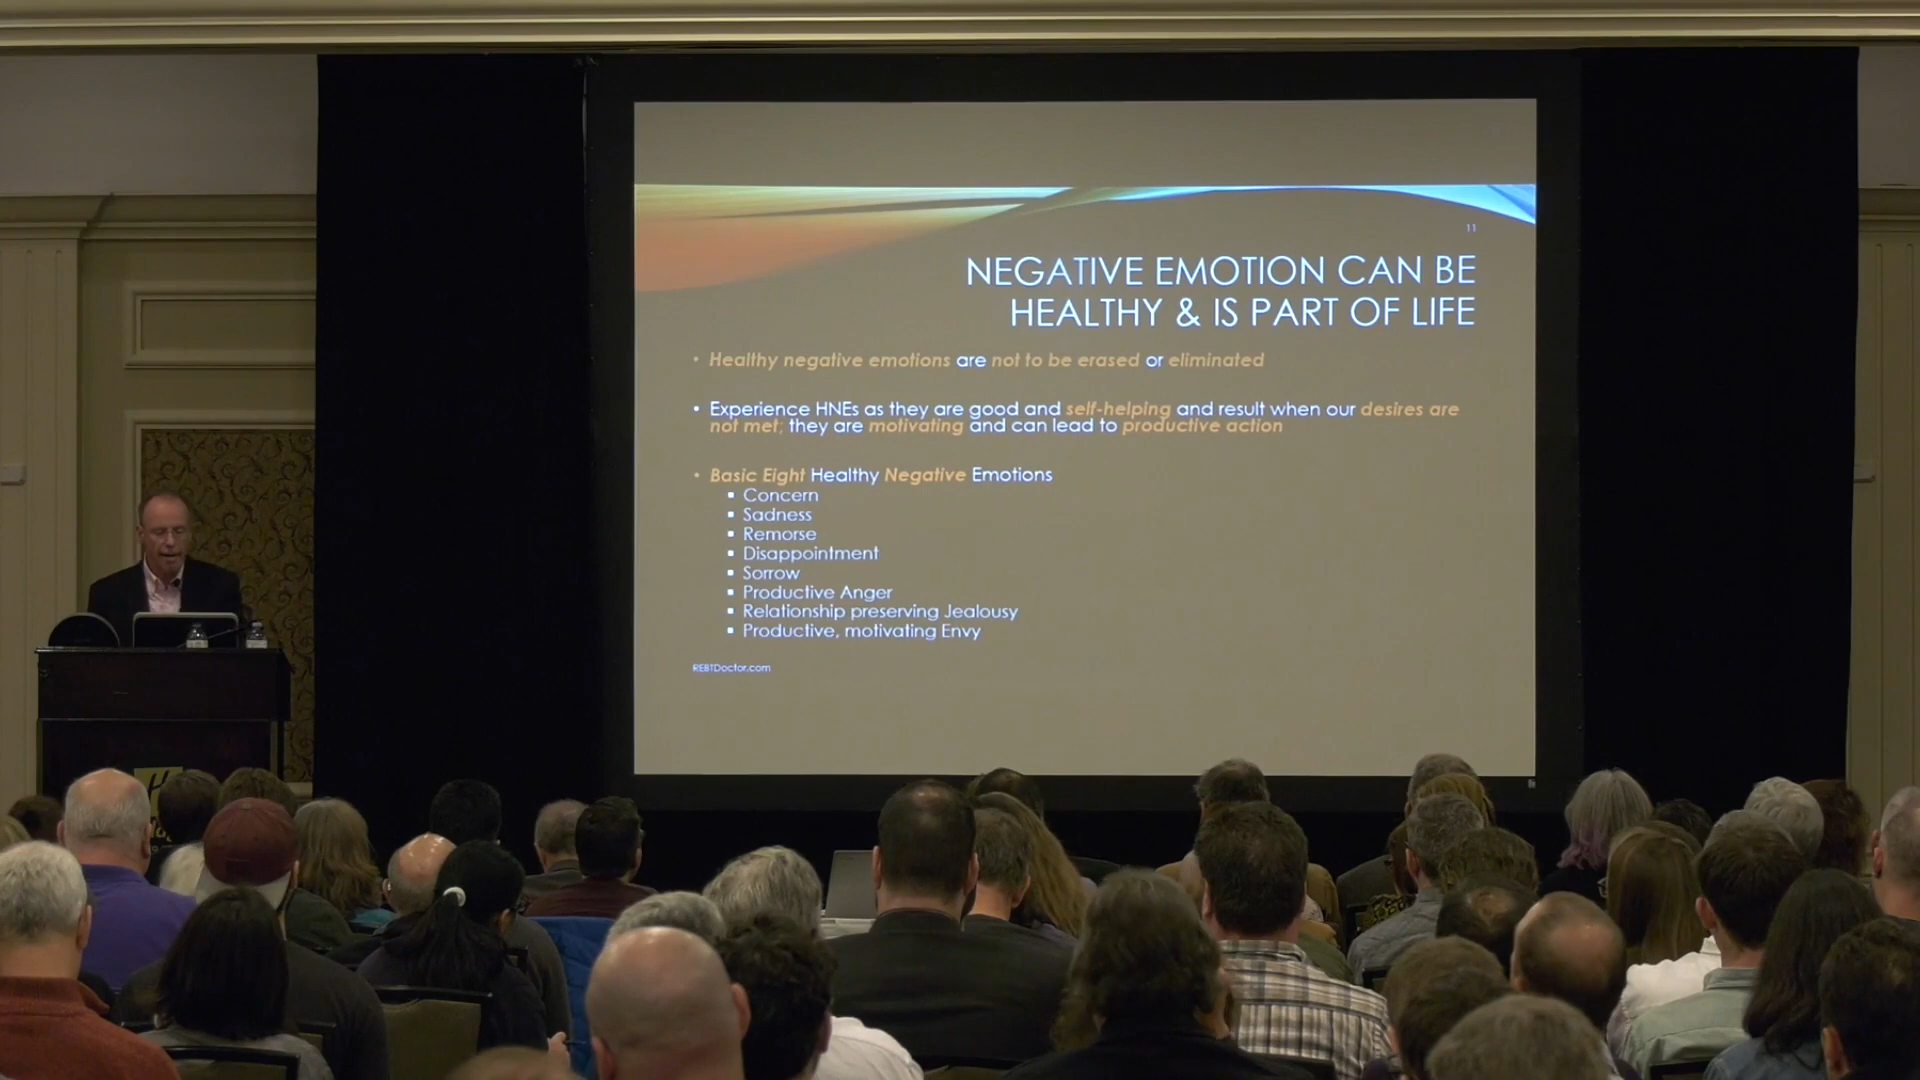 11
NEGATIVE EMOTION CAN BE
HEALTHY & IS PART OF LIFE
• Healthy negative emotions are not to be erased or eliminated
• Experience HNEs as they are good and self-helping and result when our desires are
not met; they are motivating and can lead to productive action
• Basic Eight Healthy Negative Emotions
▪ Concern
▪ Sadness
▪ Remorse
▪ Disappointment
▪ Sorrow
▪ Productive Anger
▪ Relationship preserving Jealousy
▪ Productive, motivating Envy
REBTDoctor.com